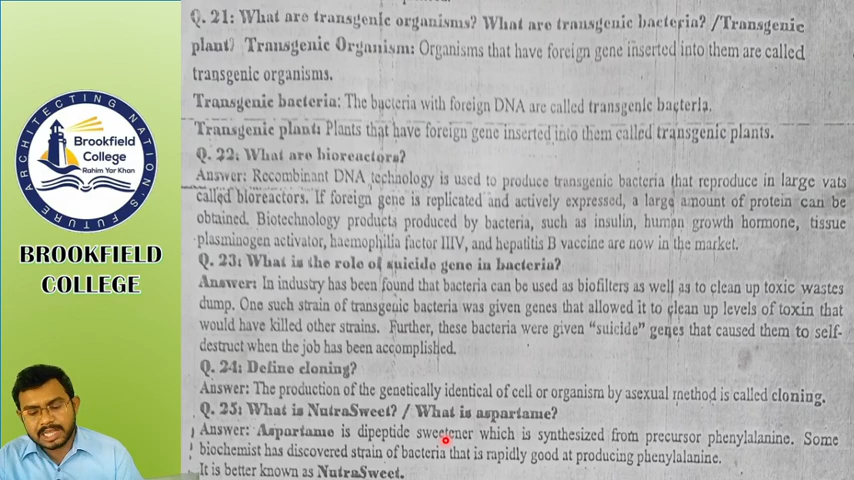 ARCHITECTING NATION'S FUTURE
Brookfield
College
Rahim Yar Khan
BROOKFIELD
COLLEGE
Q. 21: What are transgenic organisms? What are transgenic bacteria? /Transgenic
plant? Transgenic Organism: Organisms that have foreign gene inserted into them are called
transgenic organisms.
Transgenic bacteria: The bacteria with foreign DNA are called transgenic bacteria.
Transgenic plant: Plants that have foreign gene inserted into them called transgenic plants.
Q. 22: What are bioreactors?
Answer: Recombinant DNA technology is used to produce transgenic bacteria that reproduce in large vats
called bioreactors. If foreign gene is replicated and actively expressed, a large amount of protein can be
obtained. Biotechnology products produced by bacteria, such as insulin, human growth hormone, tissue
plasminogen activator, haemophilia factor IIIV, and hepatitis B vaccine are now in the market.
Q. 23: What is the role of suicide gene in bacteria?
Answer: In industry has been found that bacteria can be used as biofilters as well as to clean up toxic wastes
dump. One such strain of transgenic bacteria was given genes that allowed it to clean up levels of toxin that
would have killed other strains. Further, these bacteria were given "suicide" genes that caused them to self-
destruct when the job has been accomplished.
Q. 24: Define cloning?
Answer: The production of the genetically identical of cell or organism by asexual method is called cloning.
Q. 25: What is NutraSweet? / What is aspartame?
Answer: Aspartame is dipeptide sweetener which is synthesized from precursor phenylalanine. Some
biochemist has discovered strain of bacteria that is rapidly good at producing phenylalanine.
It is better known as NutraSweet.